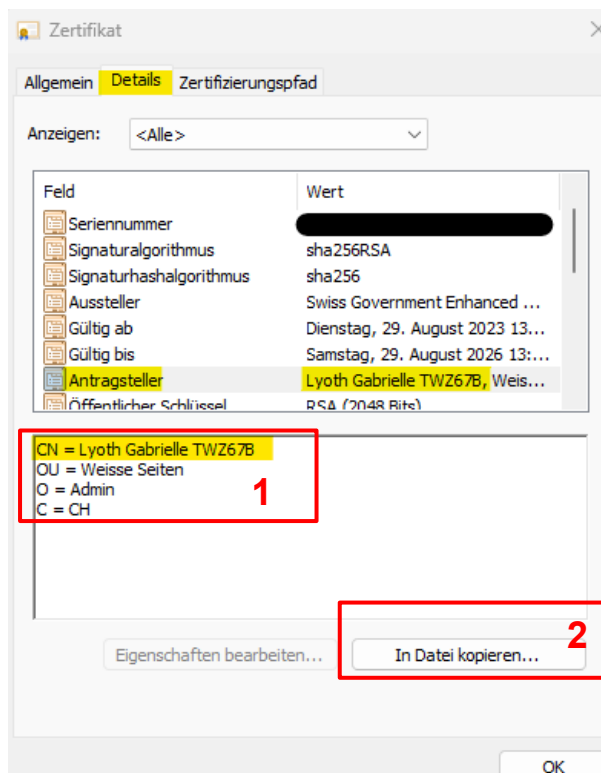 Zertifikat
Allgemein Details Zertifizierungspfad
Anzeigen: <Alle>
Feld Wert
Seriennummer
Signaturalgorithmus sha256RSA
Signaturhashalgorithmus sha256
Aussteller Swiss Government Enhanced ...
Gültig ab Dienstag, 29. August 2023 13...
Gültig bis Samstag, 29. August 2026 13:...
Antragsteller Lyoth Gabrielle TWZ67B, Weis...
Öffentlicher Schlüssel RSA (2048 Bits)
CN = Lyoth Gabrielle TWZ67B
OU = Weisse Seiten
O = Admin
C = CH
1
2
Eigenschaften bearbeiten... In Datei kopieren...
OK